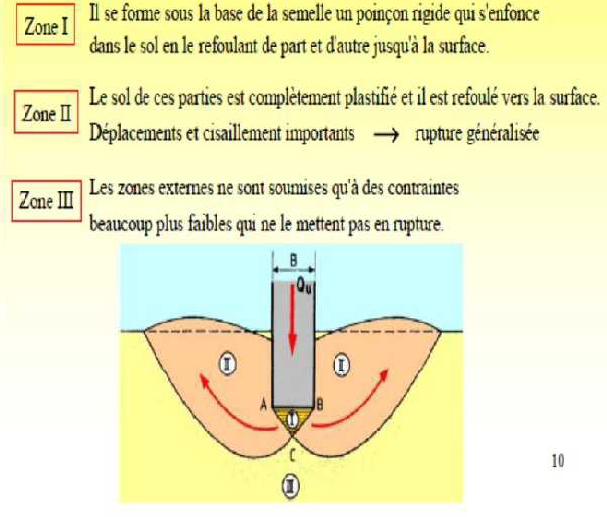 Zone I
Il se forme sous la base de la semelle un poinçon rigide qui s'enfonce
dans le sol en le refoulant de part et d'autre jusqu'à la surface.
Zone II
Le sol de ces parties est complètement plastifié et il est refoulé vers la surface.
Déplacements et cisaillement importants → rupture généralisée
Zone III
Les zones externes ne sont soumises qu'à des contraintes
beaucoup plus faibles qui ne le mettent pas en rupture.
B
Qu
II
II
A
B
I
C
III
10